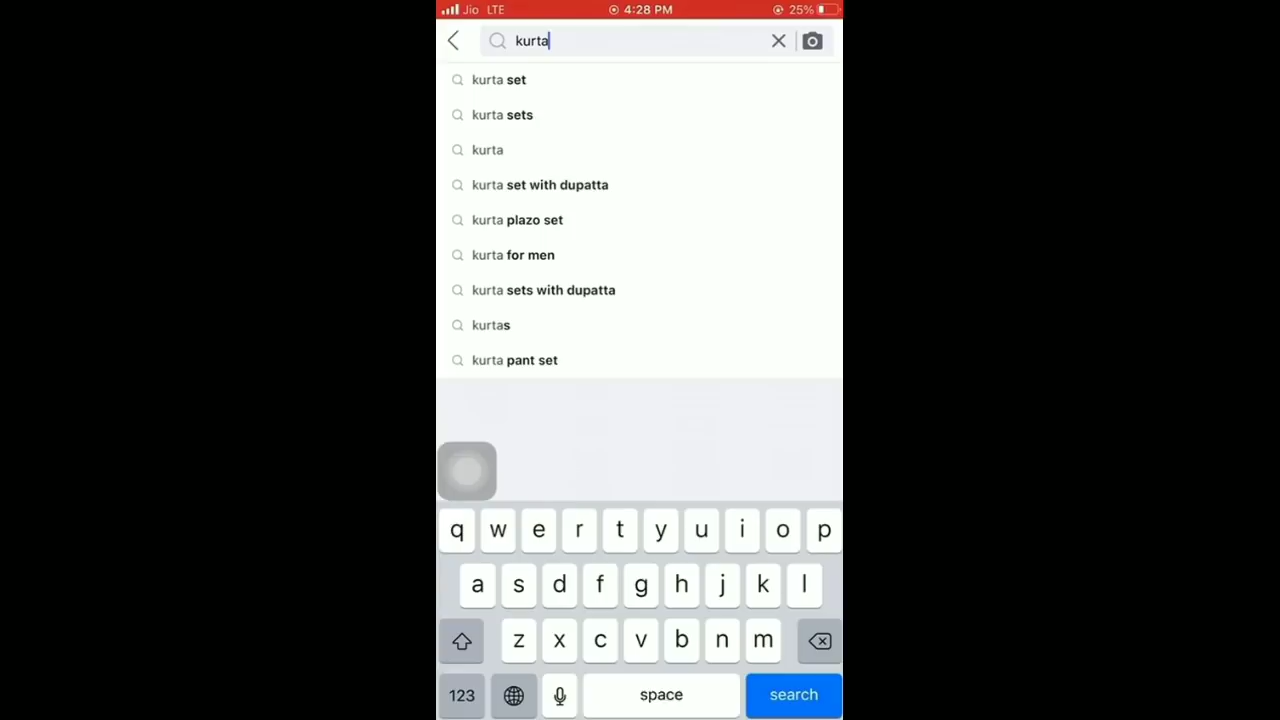 Jio LTE 4:28 PM 25%
kurta
kurta set
kurta sets
kurta
kurta set with dupatta
kurta plazo set
kurta for men
kurta sets with dupatta
kurtas
kurta pant set
q w e r t y u i o p
a s d f g h j k l
z x c v b n m
123 space search